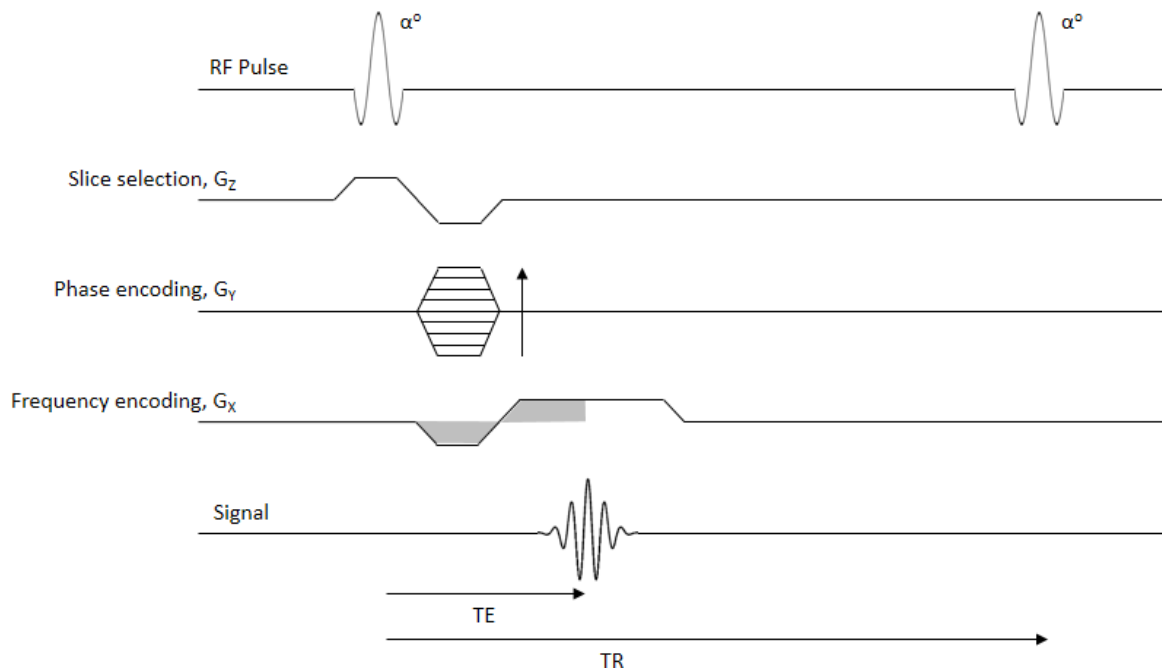 α°
α°
RF Pulse
Slice selection, G_Z
Phase encoding, G_Y
Frequency encoding, G_X
Signal
TE
TR